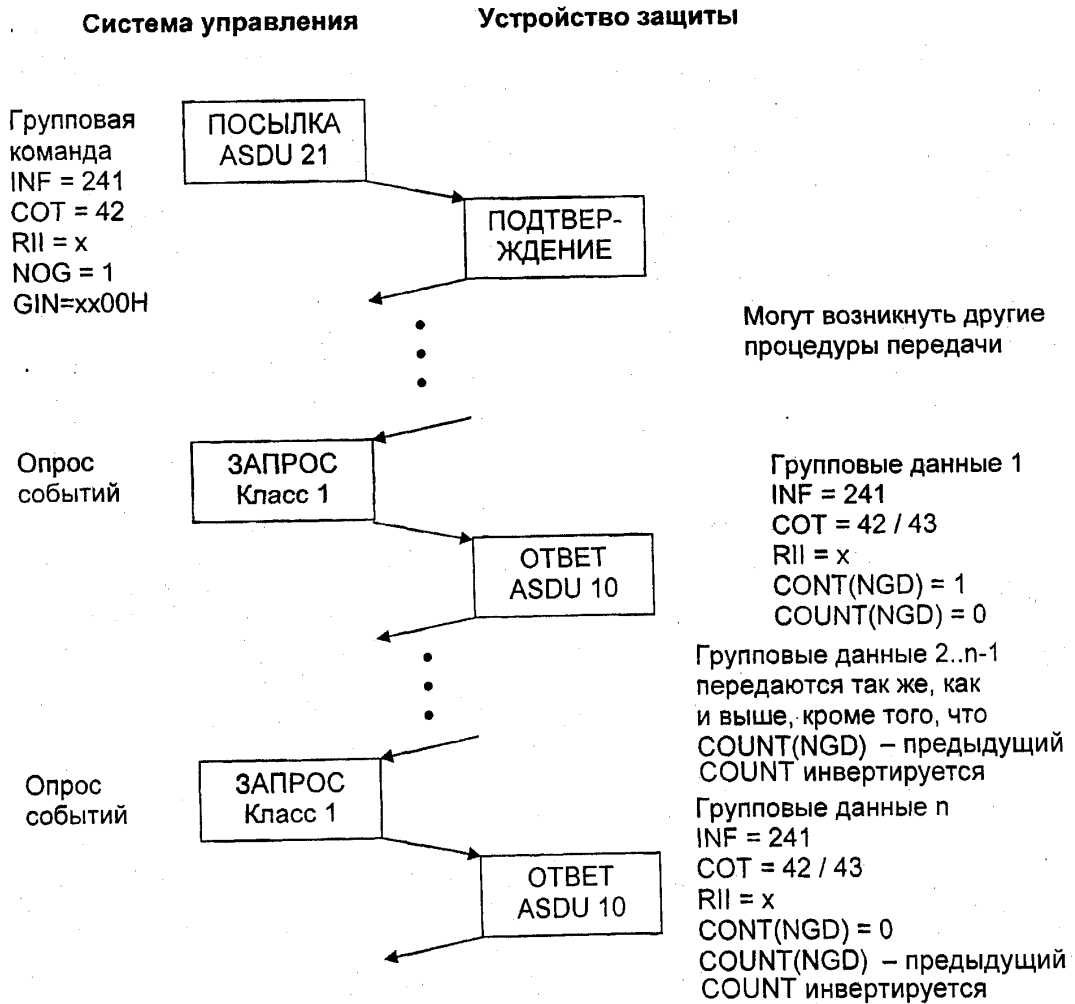 Система управления
Устройство защиты
Групповая
команда
INF = 241
COT = 42
RII = x
NOG = 1
GIN=xx00H
ПОСЫЛКА
ASDU 21
ПОДТВЕР-
ЖДЕНИЕ
Могут возникнуть другие
процедуры передачи
Опрос
событий
ЗАПРОС
Класс 1
ОТВЕТ
ASDU 10
Групповые данные 1
INF = 241
COT = 42 / 43
RII = x
CONT(NGD) = 1
COUNT(NGD) = 0
Групповые данные 2..n-1
передаются так же, как
и выше, кроме того, что
COUNT(NGD) – предыдущий
COUNT инвертируется
Опрос
событий
ЗАПРОС
Класс 1
ОТВЕТ
ASDU 10
Групповые данные n
INF = 241
COT = 42 / 43
RII = x
CONT(NGD) = 0
COUNT(NGD) – предыдущий
COUNT инвертируется